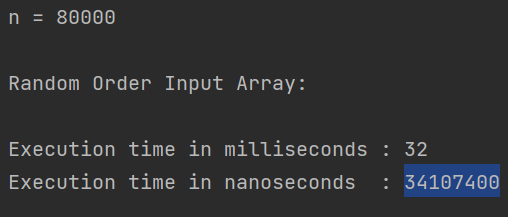 n = 80000
Random Order Input Array:
Execution time in milliseconds : 32
Execution time in nanoseconds  : 34107400